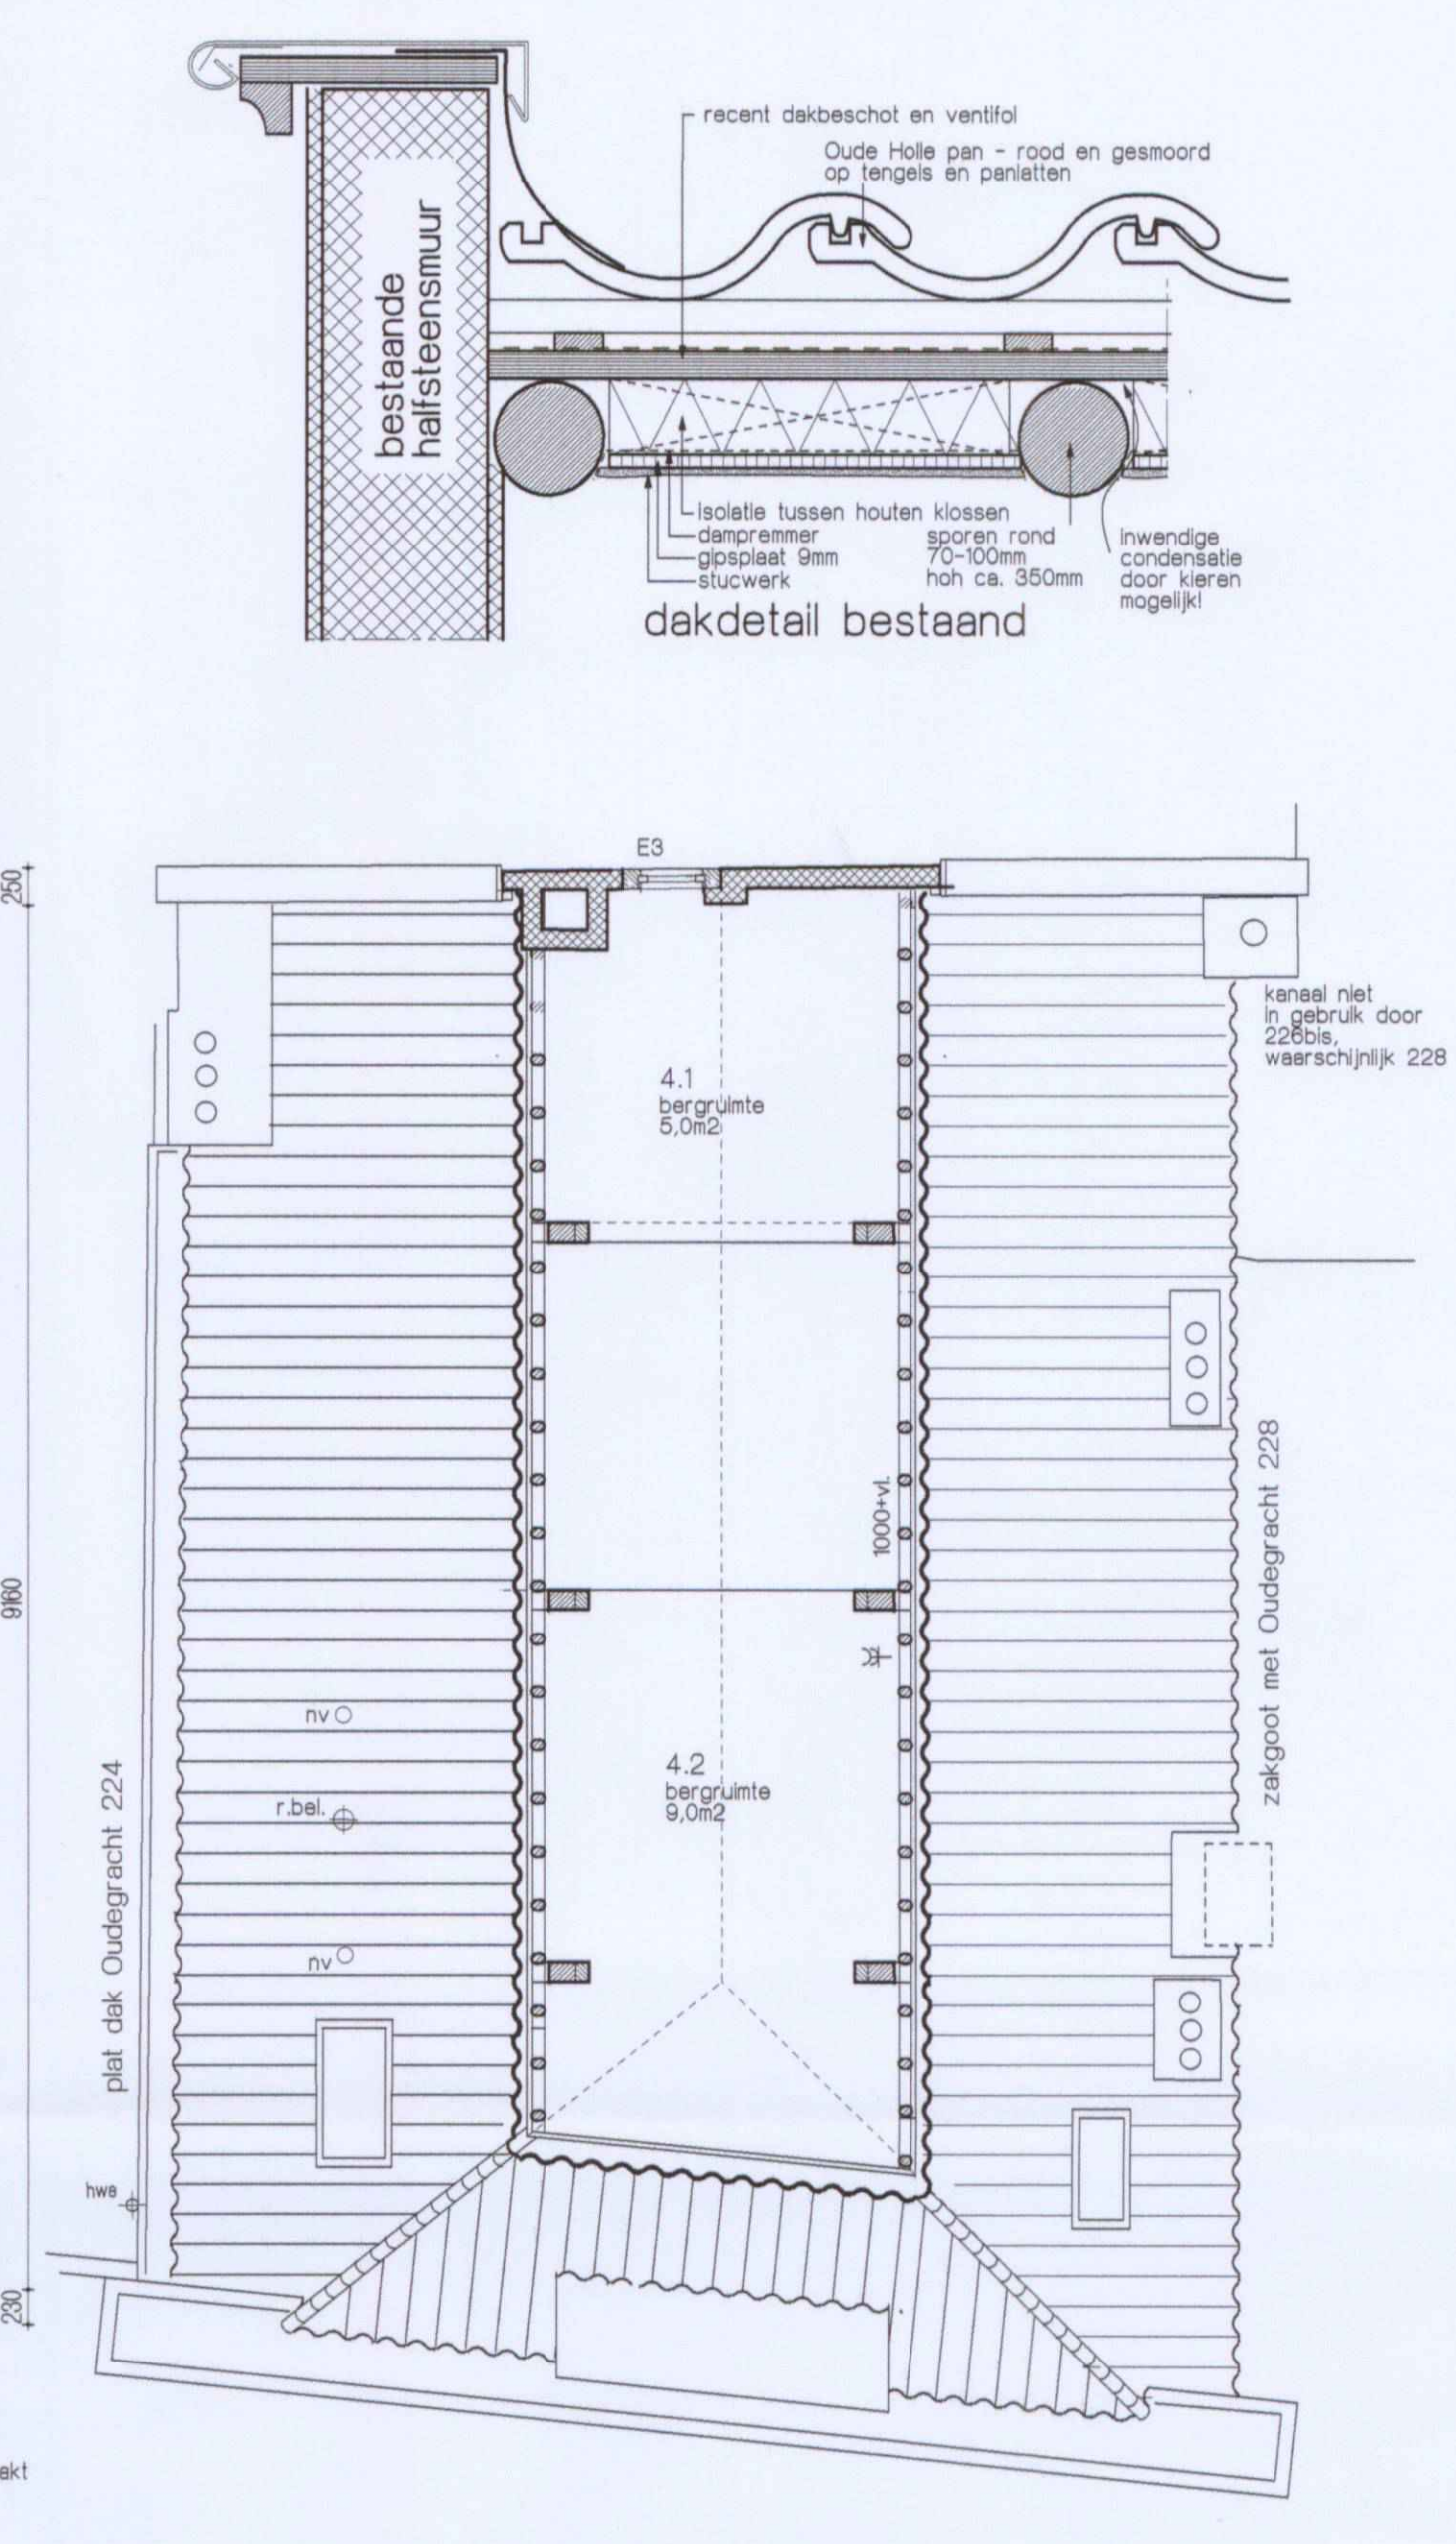 recent dakbeschot en ventifol
Oude Holle pan - rood en gesmoord
op tengels en panlatten
bestaande
halfsteensmuur
isolatie tussen houten klossen
dampremmer
gipsplaat 9mm
stucwerk
sporen rond
70-100mm
hoh ca. 350mm
inwendige
condensatie
door kieren
mogelijk!
dakdetail bestaand
E3
250
kanaal niet
in gebruik door
226bis,
waarschijnlijk 228
4.1
bergruimte
5,0m2
1000+vl.
9160
zakgoot met Oudegracht 228
nv
4.2
bergruimte
9,0m2
r.bel.
plat dak Oudegracht 224
nv
hwa
230
akt